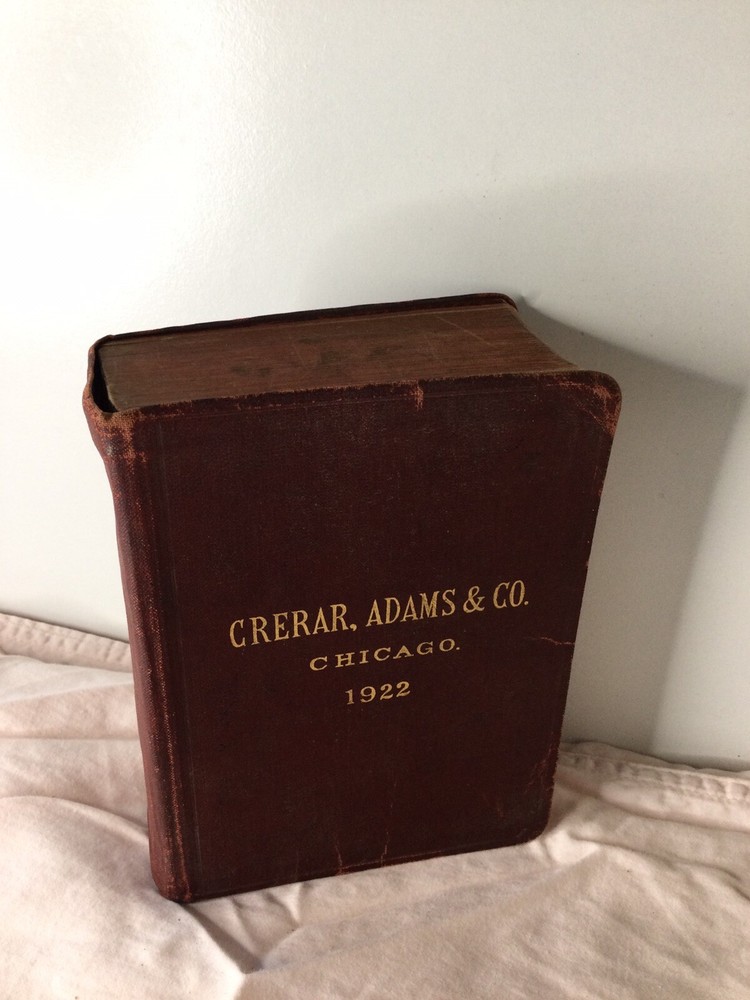 CRERAR, ADAMS & CO.
CHICAGO.
1922